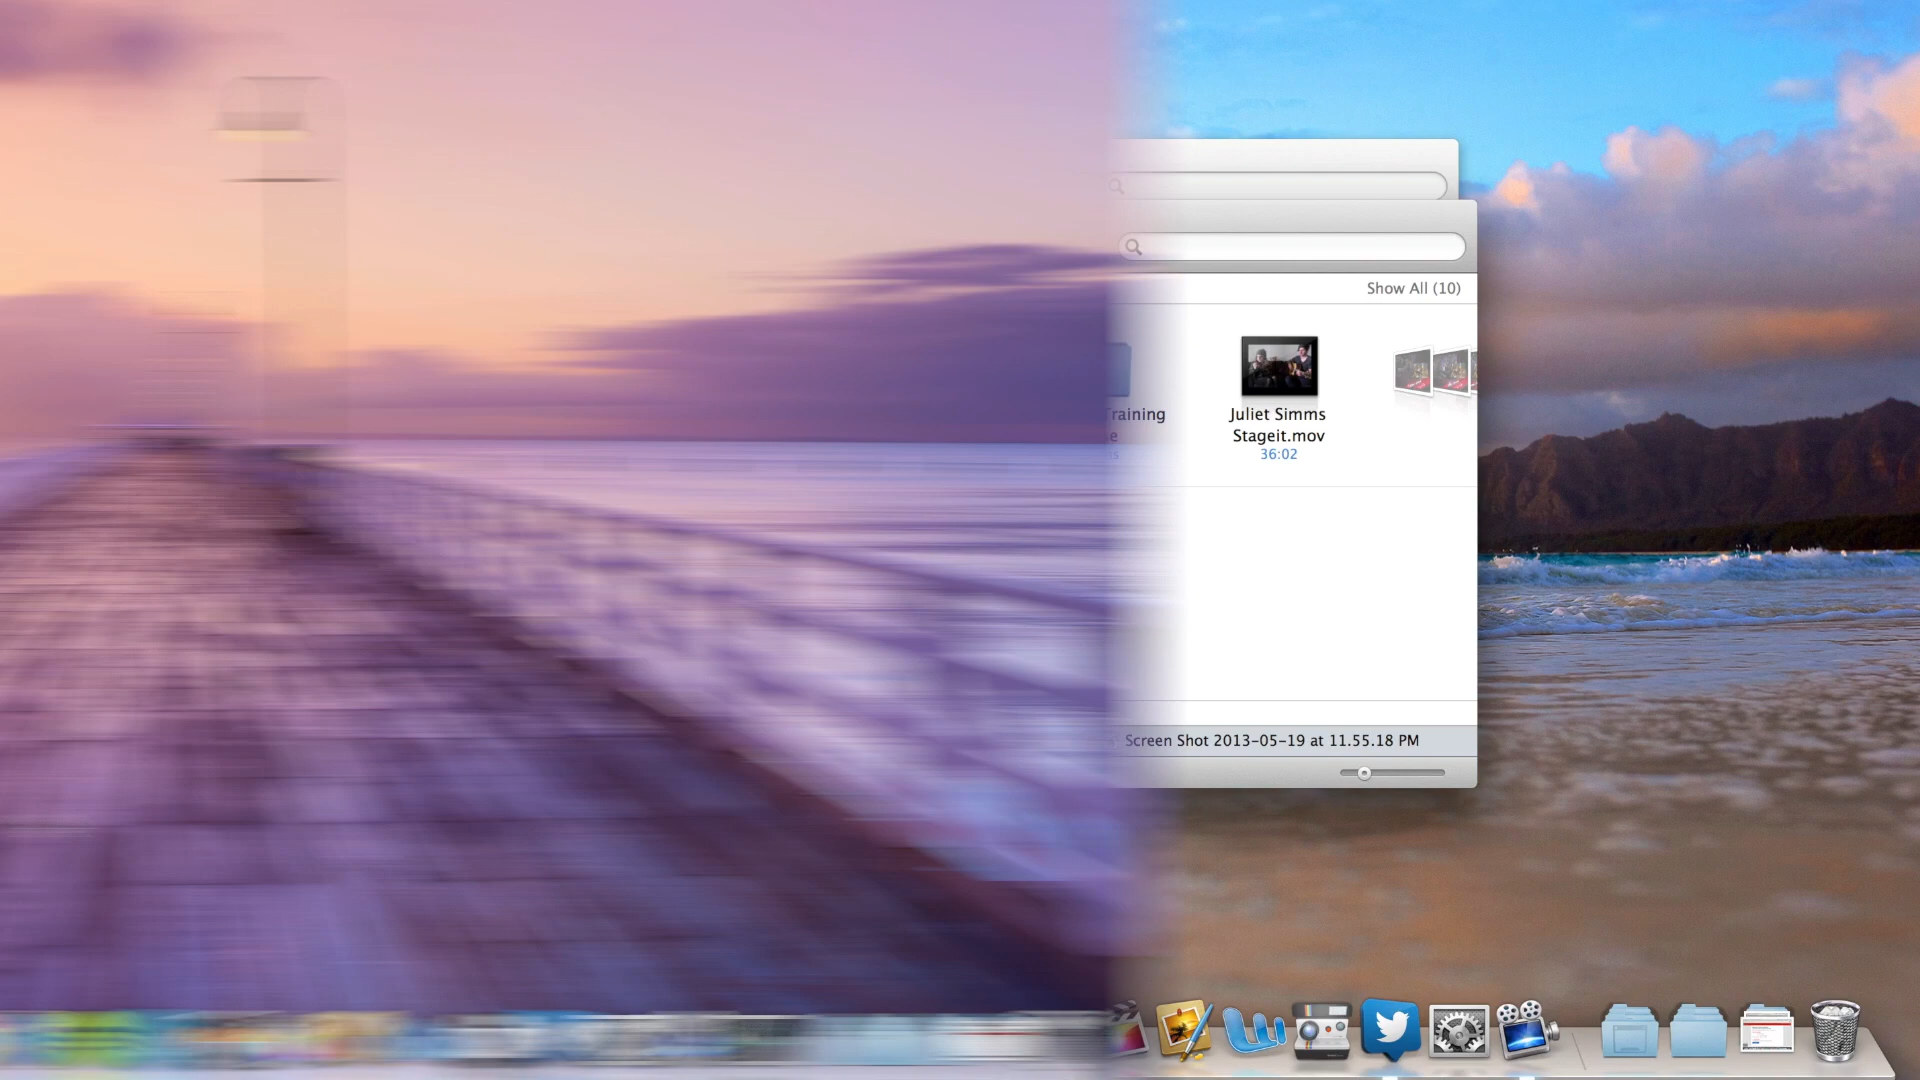 Show All (10)
Training
Juliet Simms
Stageit.mov
36:02
Screen Shot 2013-05-19 at 11.55.18 PM